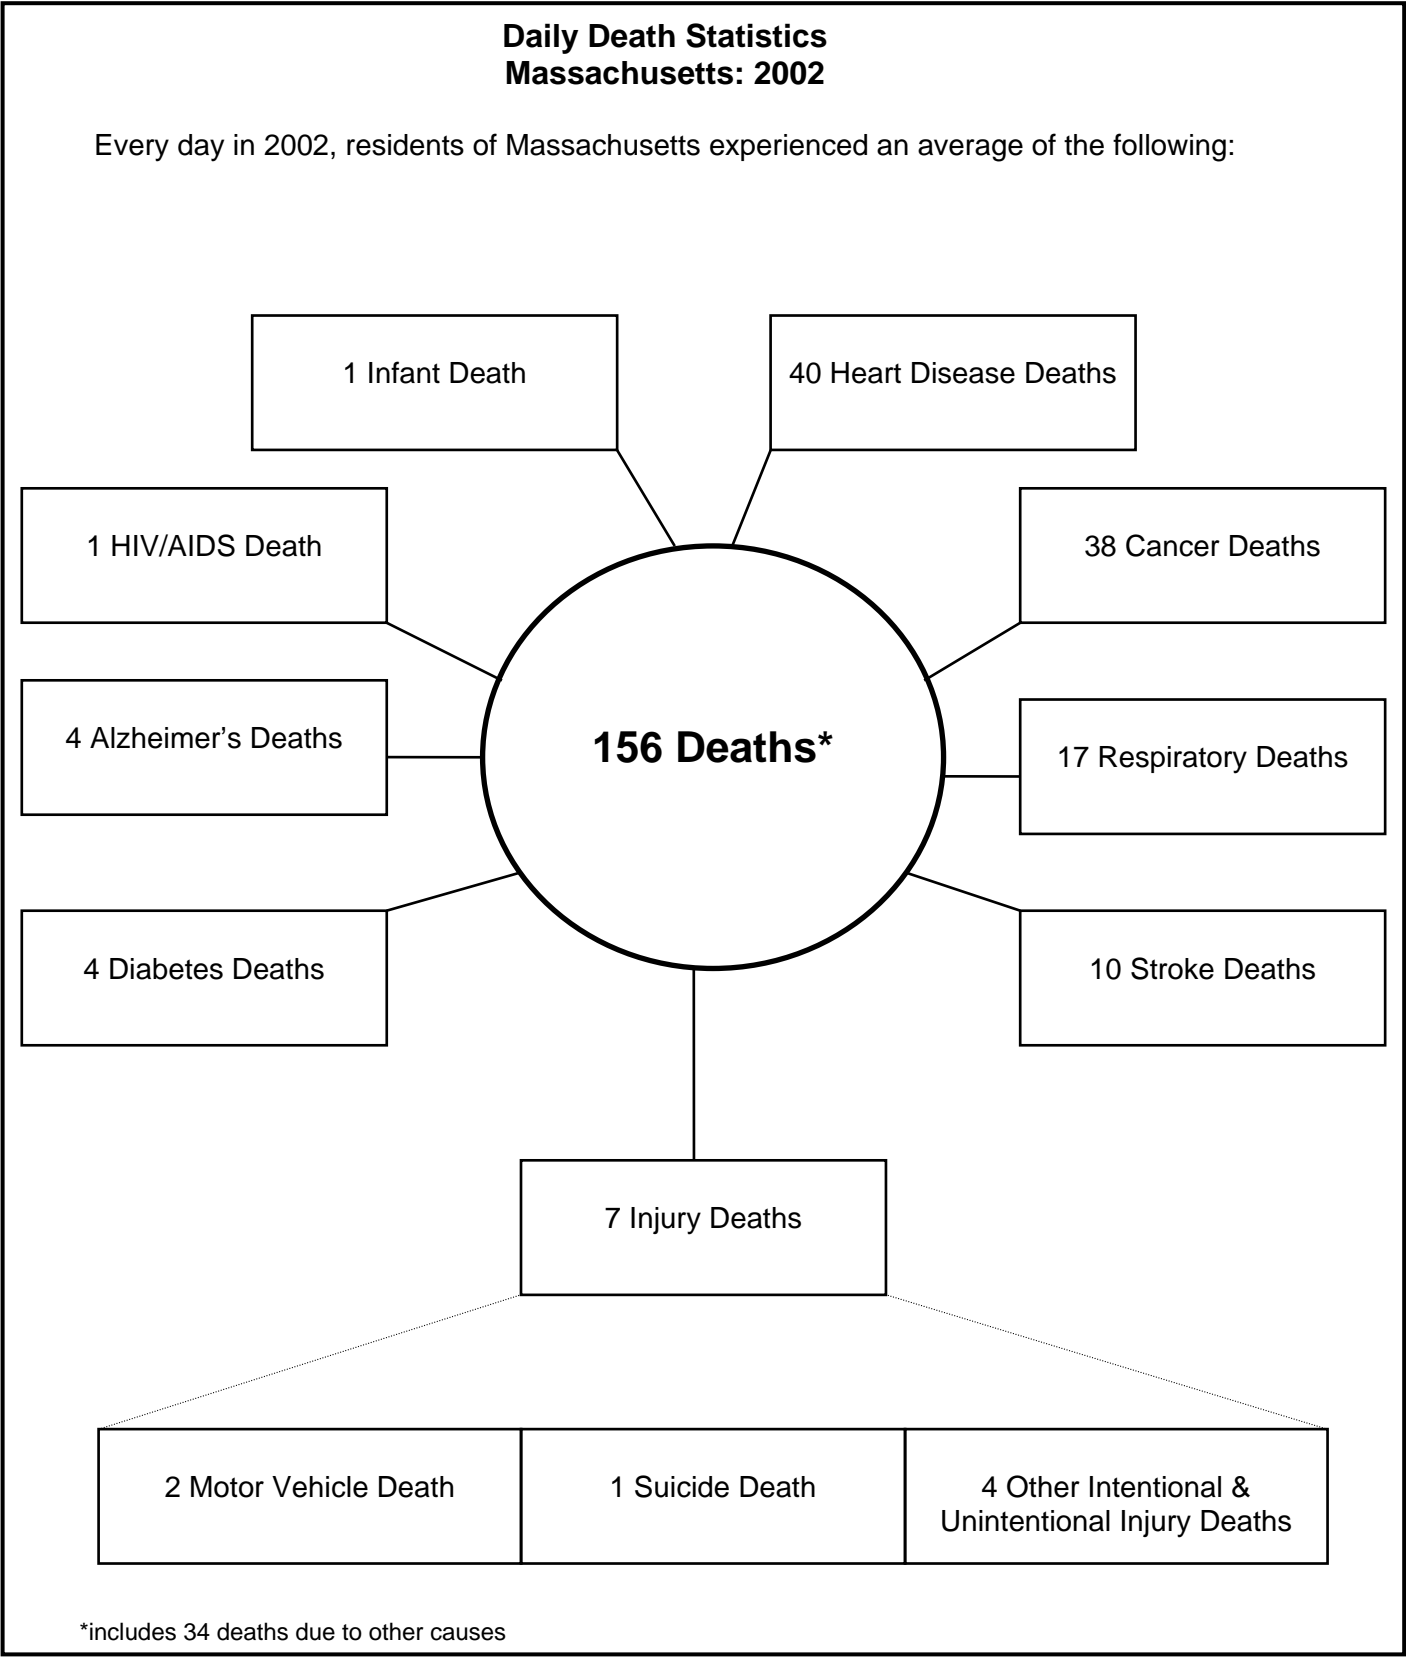 Daily Death Statistics
Massachusetts: 2002
Every day in 2002, residents of Massachusetts experienced an average of the following:
1 Infant Death
40 Heart Disease Deaths
1 HIV/AIDS Death
38 Cancer Deaths
4 Alzheimer’s Deaths
156 Deaths*
17 Respiratory Deaths
4 Diabetes Deaths
10 Stroke Deaths
7 Injury Deaths
2 Motor Vehicle Death
1 Suicide Death
4 Other Intentional &
Unintentional Injury Deaths
*includes 34 deaths due to other causes